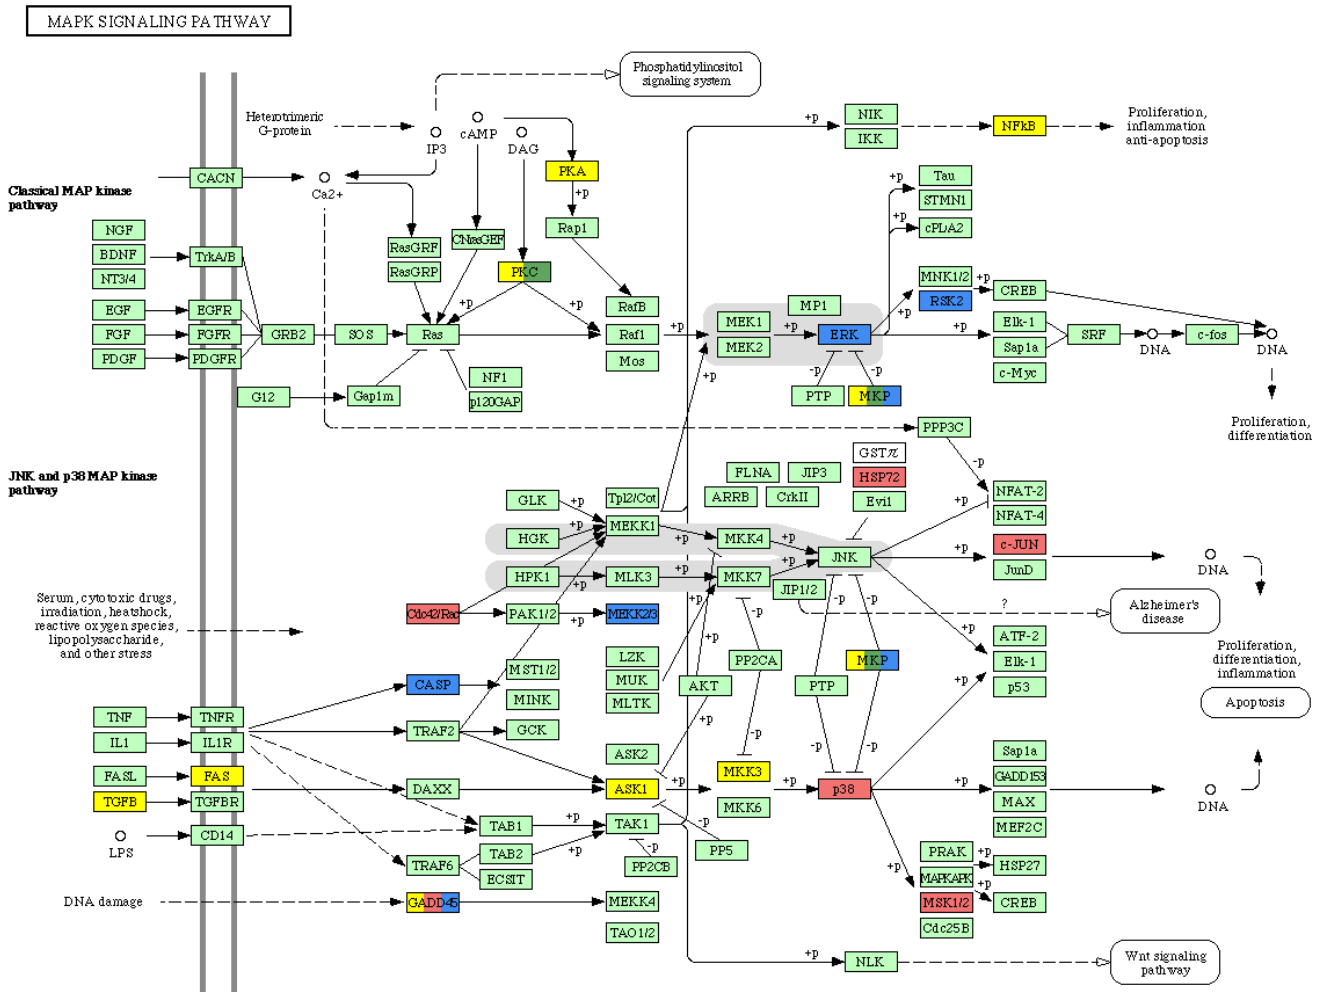 MAPK SIGNALING PATHWAY
Phosphatidylinositol
signaling system
Heterotrimeric
G-protein
IP3
cAMP
DAG
+p
NIK
IKK
NFkB
Proliferation,
inflammation
anti-apoptosis
Classical MAP kinase
pathway
CACN
Ca2+
PKA
+p
Tau
STMN1
+p
+p
cPLA2
NGF
BDNF
NT3/4
TrkA/B
RasGRF
RasGRP
CNrasGEF
PKC
Rap1
+p
+p
RafB
MP1
MNK1/2
RSK2
+p
+p
CREB
EGF
FGF
PDGF
EGFR
FGFR
PDGFR
GRB2
SOS
Ras
Raf1
Mos
+p
MEK1
MEK2
+p
ERK
+p
Elk-1
Sap1a
c-Myc
SRF
DNA
c-fos
DNA
+p
-p
-p
G12
Gap1m
NF1
p120GAP
PTP
MKP
Proliferation,
differentiation
PPP3C
-p
JNK and p38 MAP kinase
pathway
GSTπ
HSP72
Evi1
FLNA
JIP3
ARRB
CrkII
GLK
HGK
+p
+p
Tpl2/Cot
MEKK1
+p
MKK4
+p
JNK
+p
NFAT-2
NFAT-4
+p
c-JUN
JunD
DNA
HPK1
+p
MLK3
+p
MKK7
+p
JIP1/2
?
Alzheimer's
disease
Serum, cytotoxic drugs,
irradiation, heatshock,
reactive oxygen species,
lipopolysaccharide,
and other stress
Cdc42/Rac
+p
PAK1/2
+p
MEKK2/3
+p
-p
-p
-p
+p
ATF-2
Elk-1
p53
+p
Proliferation,
differentiation,
inflammation
Apoptosis
CASP
MST1/2
MINK
LZK
MUK
MLTK
+p
AKT
PP2CA
PTP
MKP
TNF
IL1
TNFR
IL1R
TRAF2
GCK
+p
-p
-p
-p
FASL
TGFB
FAS
TGFBR
DAXX
ASK2
ASK1
+p
MKK3
MKK6
+p
p38
+p
Sap1a
GADD153
MAX
MEF2C
DNA
LPS
CD14
TAB1
+p
TAK1
-p
PP5
TRAF6
TAB2
ECSIT
+p
-p
PP2CB
+p
PRAK
MAPKAPK
MSK1/2
Cdc25B
+p
+p
HSP27
CREB
DNA damage
GADD45
MEKK4
TAO1/2
+p
NLK
Wnt signaling
pathway